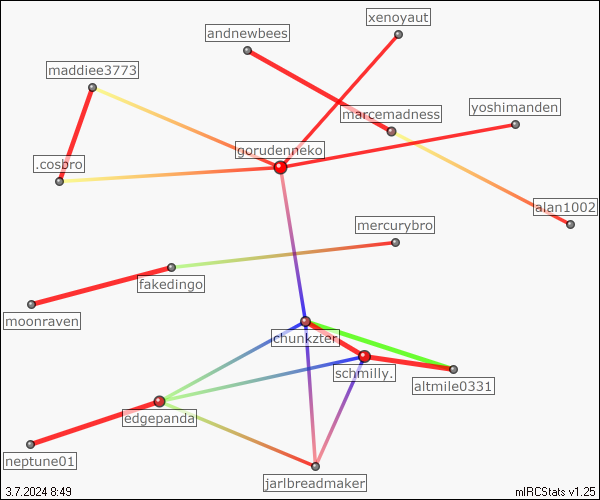 xenoyaut
andnewbees
maddiee3773
marcemadness
yoshimanden
gorudenneko
.cosbro
alan1002
mercurybro
fakedingo
moonraven
chunkzter
schmilly.
altmile0331
edgepanda
neptune01
jarlbreadmaker
3.7.2024 8:49
mIRCStats v1.25